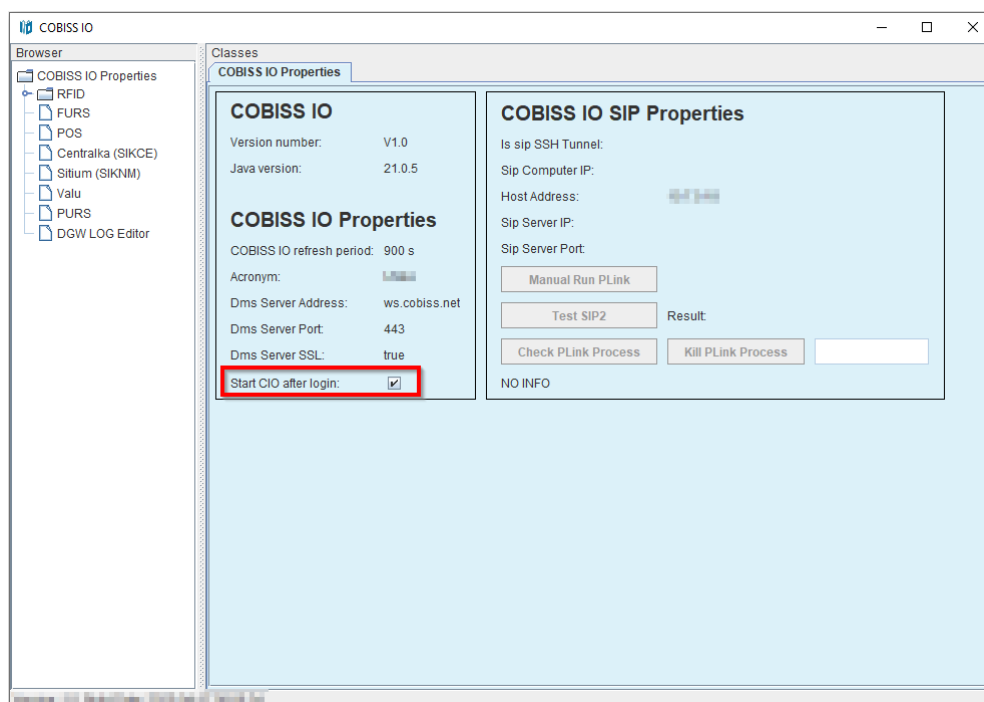 COBISS IO
Browser
COBISS IO Properties
RFID
FURS
POS
Centralka (SIKCE)
Sitium (SIKNM)
Valu
PURS
DGW LOG Editor
Classes
COBISS IO Properties
COBISS IO
Version number: V1.0
Java version: 21.0.5
COBISS IO Properties
COBISS IO refresh period: 900 s
Acronym:
Dms Server Address: ws.cobiss.net
Dms Server Port: 443
Dms Server SSL: true
Start CIO after login:
COBISS IO SIP Properties
Is sip SSH Tunnel:
Sip Computer IP:
Host Address:
Sip Server IP:
Sip Server Port:
Manual Run PLink
Test SIP2 Result:
Check PLink Process Kill PLink Process
NO INFO